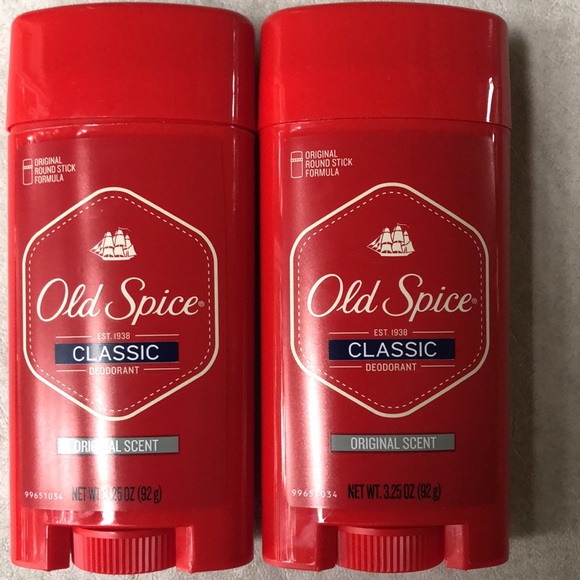 ORIGINAL
ROUND STICK
FORMULA
Old Spice®
EST. 1938
CLASSIC
DEODORANT
ORIGINAL SCENT
99651034
NET WT. 3.25 OZ (92 g)
ORIGINAL
ROUND STICK
FORMULA
Old Spice®
EST. 1938
CLASSIC
DEODORANT
ORIGINAL SCENT
99651034
NET WT. 3.25 OZ (92 g)